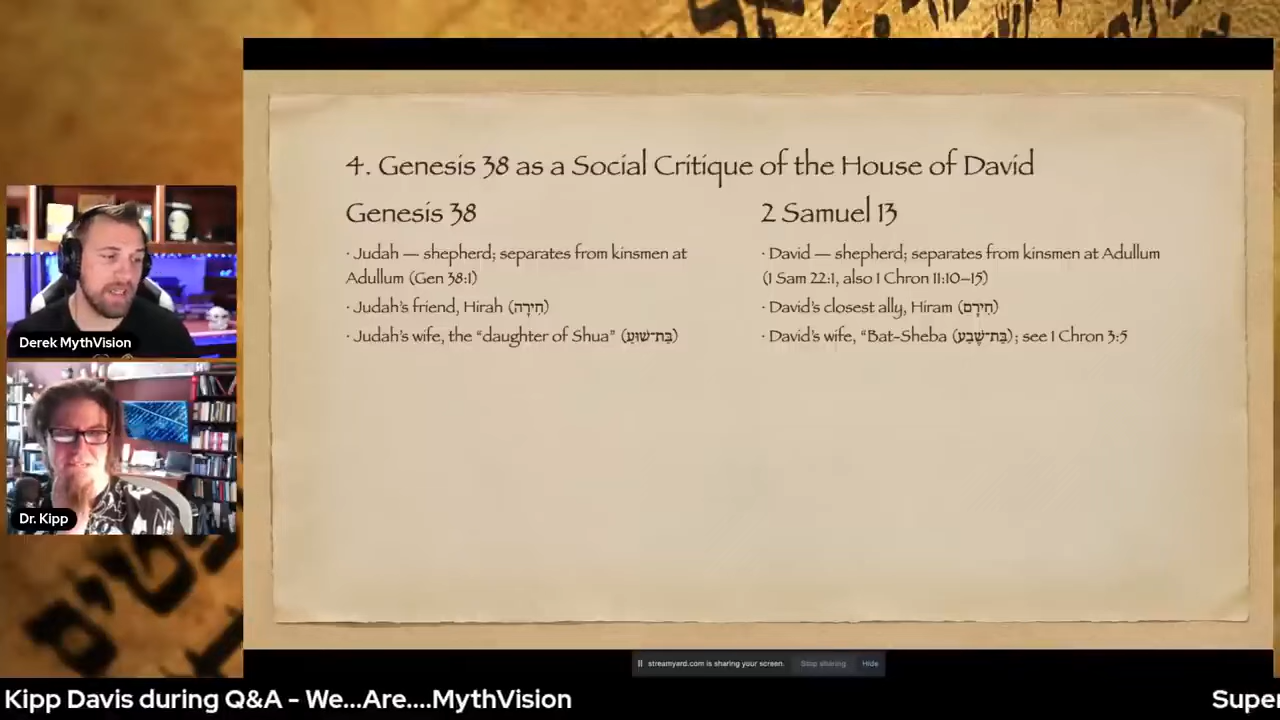 4. Genesis 38 as a Social Critique of the House of David
Genesis 38
· Judah — shepherd; separates from kinsmen at
Adullum (Gen 38:1)
· Judah's friend, Hirah (חִירָה)
· Judah's wife, the “daughter of Shua” (בַּת־שׁוּעַ)
2 Samuel 13
· David — shepherd; separates from kinsmen at Adullum
(1 Sam 22:1, also 1 Chron 11:10–15)
· David's closest ally, Hiram (חִירָם)
· David's wife, “Bat-Sheba (בַּת־שֶׁבַע); see 1 Chron 3:5
Derek MythVision
Dr. Kipp
streamyard.com is sharing your screen.
Stop sharing
Hide
Kipp Davis during Q&A - We...Are....MythVision
Super